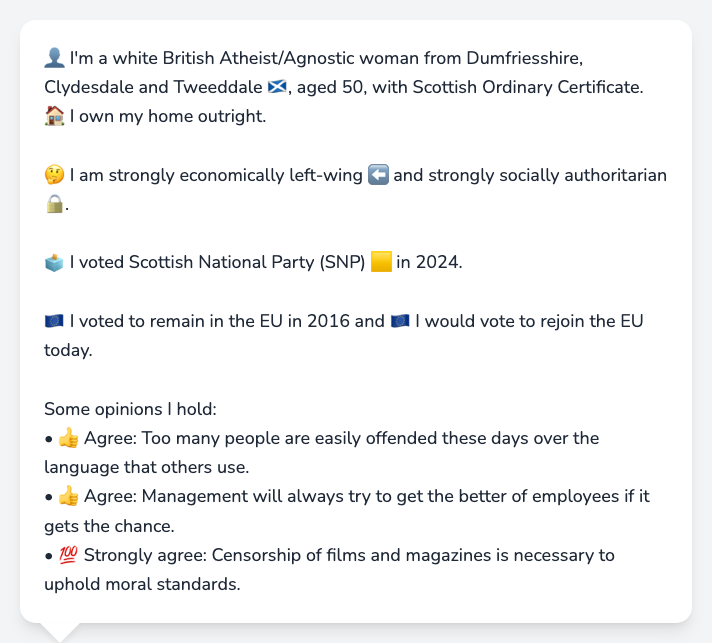 👤 I'm a white British Atheist/Agnostic woman from Dumfriesshire,
Clydesdale and Tweeddale 🏴󠁧󠁢󠁳󠁣󠁴󠁿, aged 50, with Scottish Ordinary Certificate.
🏠 I own my home outright.
🤔 I am strongly economically left-wing ⬅️ and strongly socially authoritarian
🔒.
🗳️ I voted Scottish National Party (SNP) 🟨 in 2024.
🇪🇺 I voted to remain in the EU in 2016 and 🇪🇺 I would vote to rejoin the EU
today.
Some opinions I hold:
• 👍 Agree: Too many people are easily offended these days over the
language that others use.
• 👍 Agree: Management will always try to get the better of employees if it
gets the chance.
• 💯 Strongly agree: Censorship of films and magazines is necessary to
uphold moral standards.